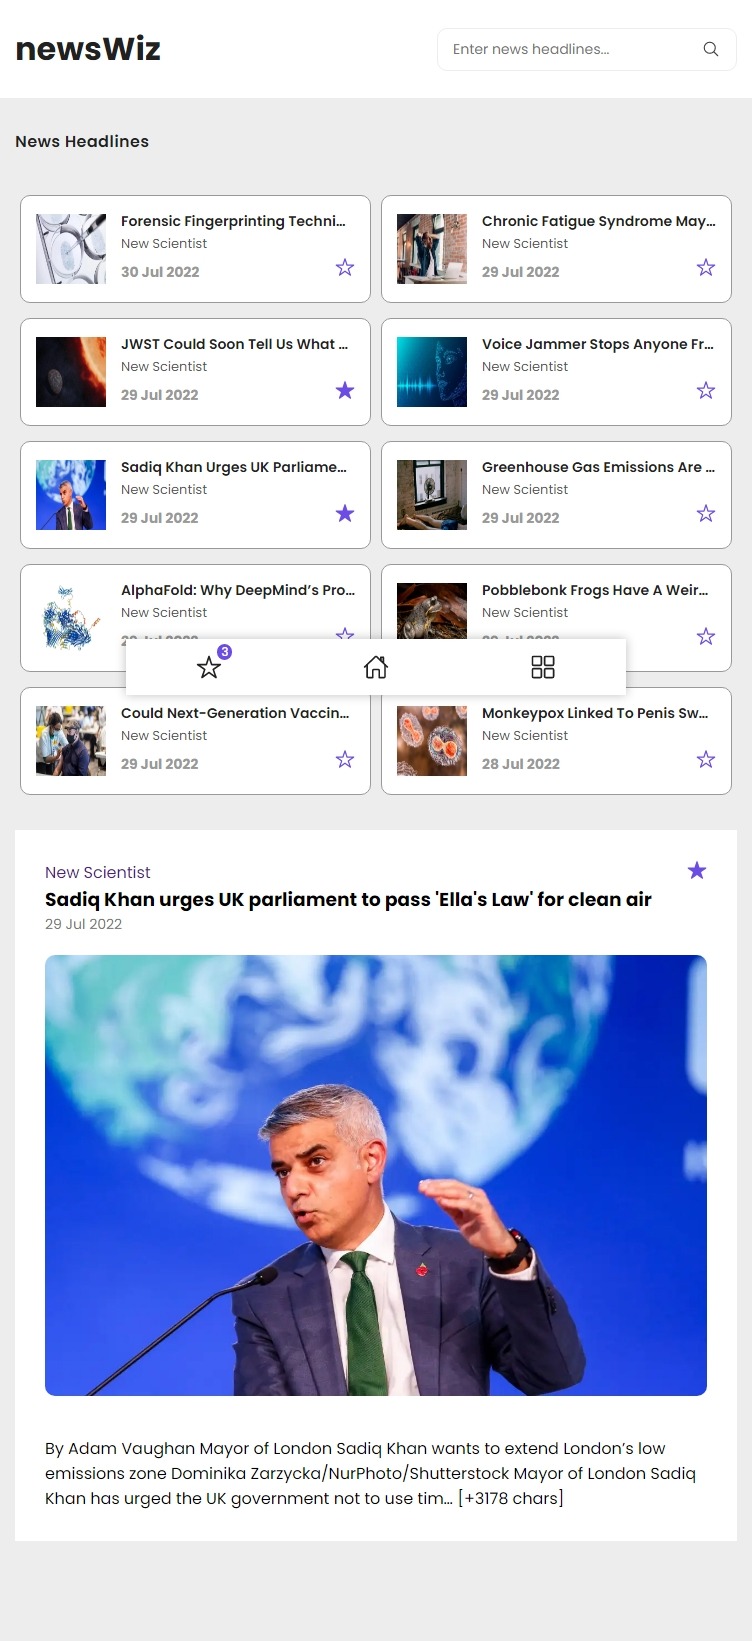 newsWiz
Enter news headlines...
News Headlines
Forensic Fingerprinting Techni...
New Scientist
30 Jul 2022
Chronic Fatigue Syndrome May...
New Scientist
29 Jul 2022
JWST Could Soon Tell Us What ...
New Scientist
29 Jul 2022
Voice Jammer Stops Anyone Fr...
New Scientist
29 Jul 2022
Sadiq Khan Urges UK Parliame...
New Scientist
29 Jul 2022
Greenhouse Gas Emissions Are ...
New Scientist
29 Jul 2022
AlphaFold: Why DeepMind’s Pro...
New Scientist
Pobblebonk Frogs Have A Weir...
New Scientist
3
Could Next-Generation Vaccin...
New Scientist
29 Jul 2022
Monkeypox Linked To Penis Sw...
New Scientist
28 Jul 2022
New Scientist
Sadiq Khan urges UK parliament to pass 'Ella's Law' for clean air
29 Jul 2022
By Adam Vaughan Mayor of London Sadiq Khan wants to extend London’s low
emissions zone Dominika Zarzycka/NurPhoto/Shutterstock Mayor of London Sadiq
Khan has urged the UK government not to use tim… [+3178 chars]